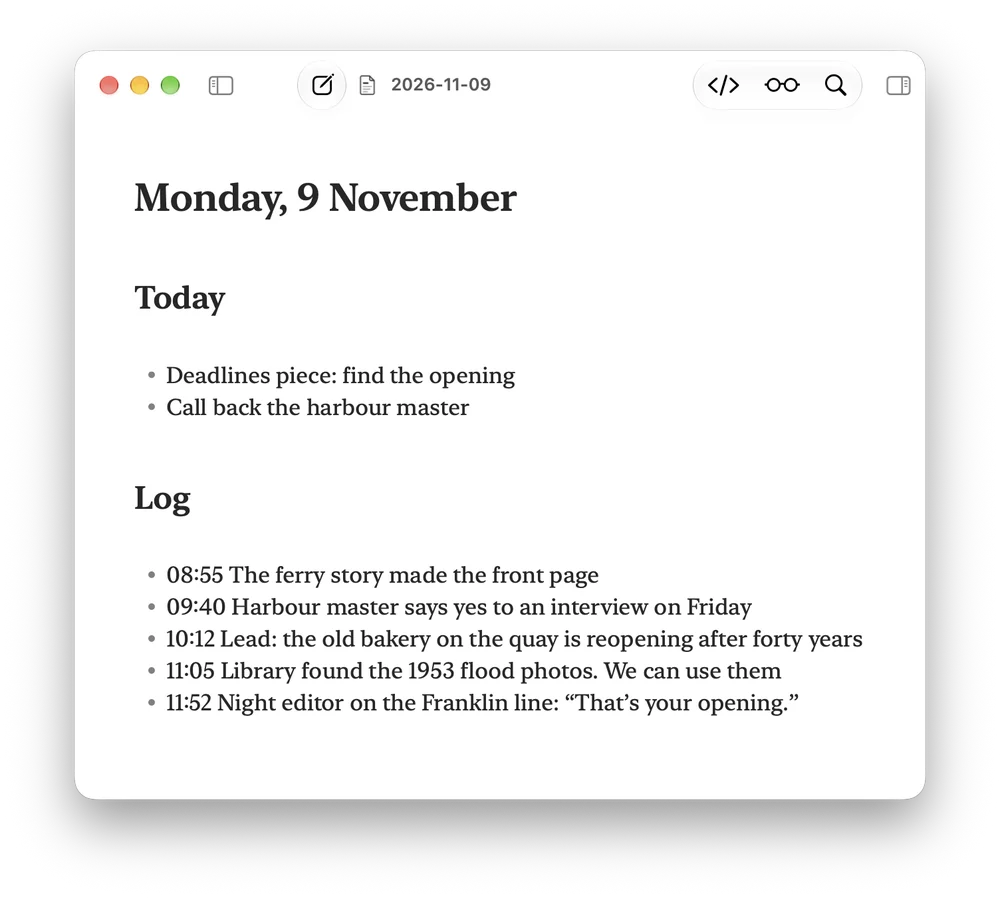 2026-11-09
Monday, 9 November
Today
Deadlines piece: find the opening
Call back the harbour master
Log
08:55 The ferry story made the front page
09:40 Harbour master says yes to an interview on Friday
10:12 Lead: the old bakery on the quay is reopening after forty years
11:05 Library found the 1953 flood photos. We can use them
11:52 Night editor on the Franklin line: “That’s your opening.”